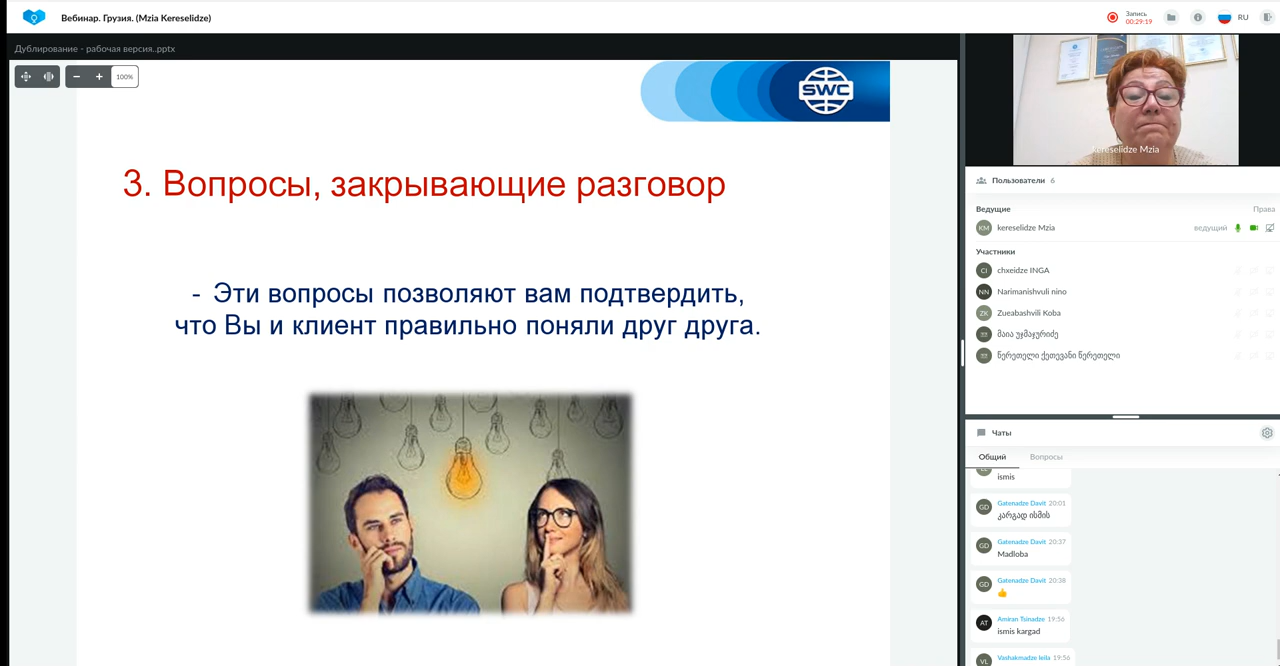 Вебинар. Грузия. (Mzia Kereselidze)
Запись
00:29:19
RU
Дублирование - рабочая версия..pptx
100%
SWC
3. Вопросы, закрывающие разговор
- Эти вопросы позволяют вам подтвердить,
что Вы и клиент правильно поняли друг друга.
kereselidze Mzia
Пользователи 6
Ведущие Права
KM kereselidze Mzia ведущий
Участники
CI chxeidze INGA
NN Narimanishvuli nino
ZK Zueabashvili Koba
მაია უჯმაჯურიძე
წერეთელი ქეთევანი წერეთელი
Чаты
Общий Вопросы
ismis
GD Gatenadze Davit 20:01
კარგად ისმის
GD Gatenadze Davit 20:37
Madloba
GD Gatenadze Davit 20:38
👍
AT Amiran Tsinadze 19:56
ismis kargad
VL Vashakmadze leila 19:56